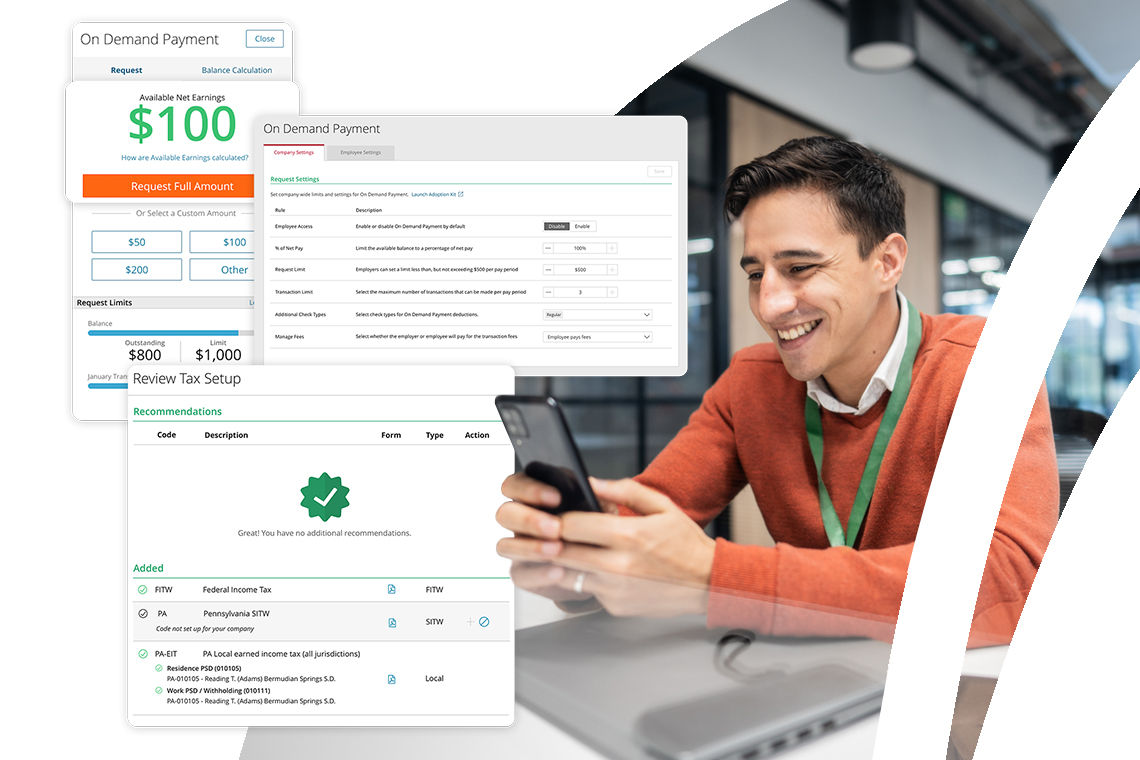 On Demand Payment
Close
Request
Balance Calculation
Available Net Earnings
$100
How are Available Earnings calculated?
Request Full Amount
Or Select a Custom Amount
$50
$100
$200
Other
Request Limits
Balance
Outstanding
Limit
$800
$1,000
January Tran
On Demand Payment
Company Settings
Employee Settings
Save
Request Settings
Set company wide limits and settings for On Demand Payment. Launch Adoption Kit
Rule Description
Employee Access Enable or disable On Demand Payment by default Disable Enable
% of Net Pay Limit the available balance to a percentage of net pay — 100% +
Request Limit Employers can set a limit less than, but not exceeding $500 per pay period — $500 +
Transaction Limit Select the maximum number of transactions that can be made per pay period — 3 +
Additional Check Types Select check types for On Demand Payment deductions. Regular
Manage Fees Select whether the employer or employee will pay for the transaction fees. Employee pays fees
Review Tax Setup
Recommendations
Code Description Form Type Action
Great! You have no additional recommendations.
Added
FITW Federal Income Tax FITW
PA Pennsylvania SITW SITW +
Code not set up for your company
PA-EIT PA Local earned income tax (all jurisdictions)
Residence PSD (010105)
PA-010105 - Reading T. (Adams) Bermudian Springs S.D. Local
Work PSD / Withholding (010111)
PA-010105 - Reading T. (Adams) Bermudian Springs S.D.